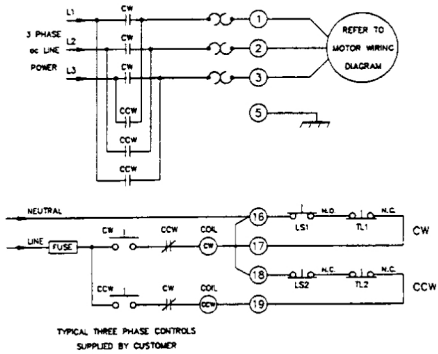 L1 CW 1
3 PHASE L2 CW 2 REFER TO
ac LINE MOTOR WIRING
POWER L3 CW 3 DIAGRAM
CCW 5
CCW
CCW
NEUTRAL 16 N.O. N.C.
LS1 TL1 CW
LINE FUSE CW CCW COIL CW 17
18 N.C. N.C.
LS2 TL2 CCW
CCW CW COIL CCW 19
TYPICAL THREE PHASE CONTROLS
SUPPLIED BY CUSTOMER